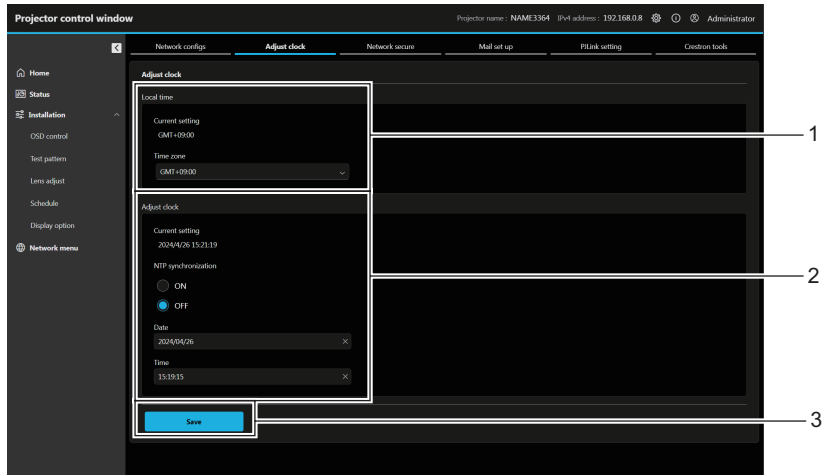 Projector control window
Projector name : NAME3364 IPv4 address : 192.168.0.8 Administrator
Network configs Adjust clock Network secure Mail set up PJLink setting Crestron tools
Home
Status
Installation
OSD control
Test pattern
Lens adjust
Schedule
Display option
Network menu
Adjust clock
Local time
Current setting
GMT+09:00
Time zone
GMT+09:00
1
Adjust clock
Current setting
2024/4/26 15:21:19
NTP synchronization
ON
OFF
Date
2024/04/26
Time
15:19:15
2
Save
3